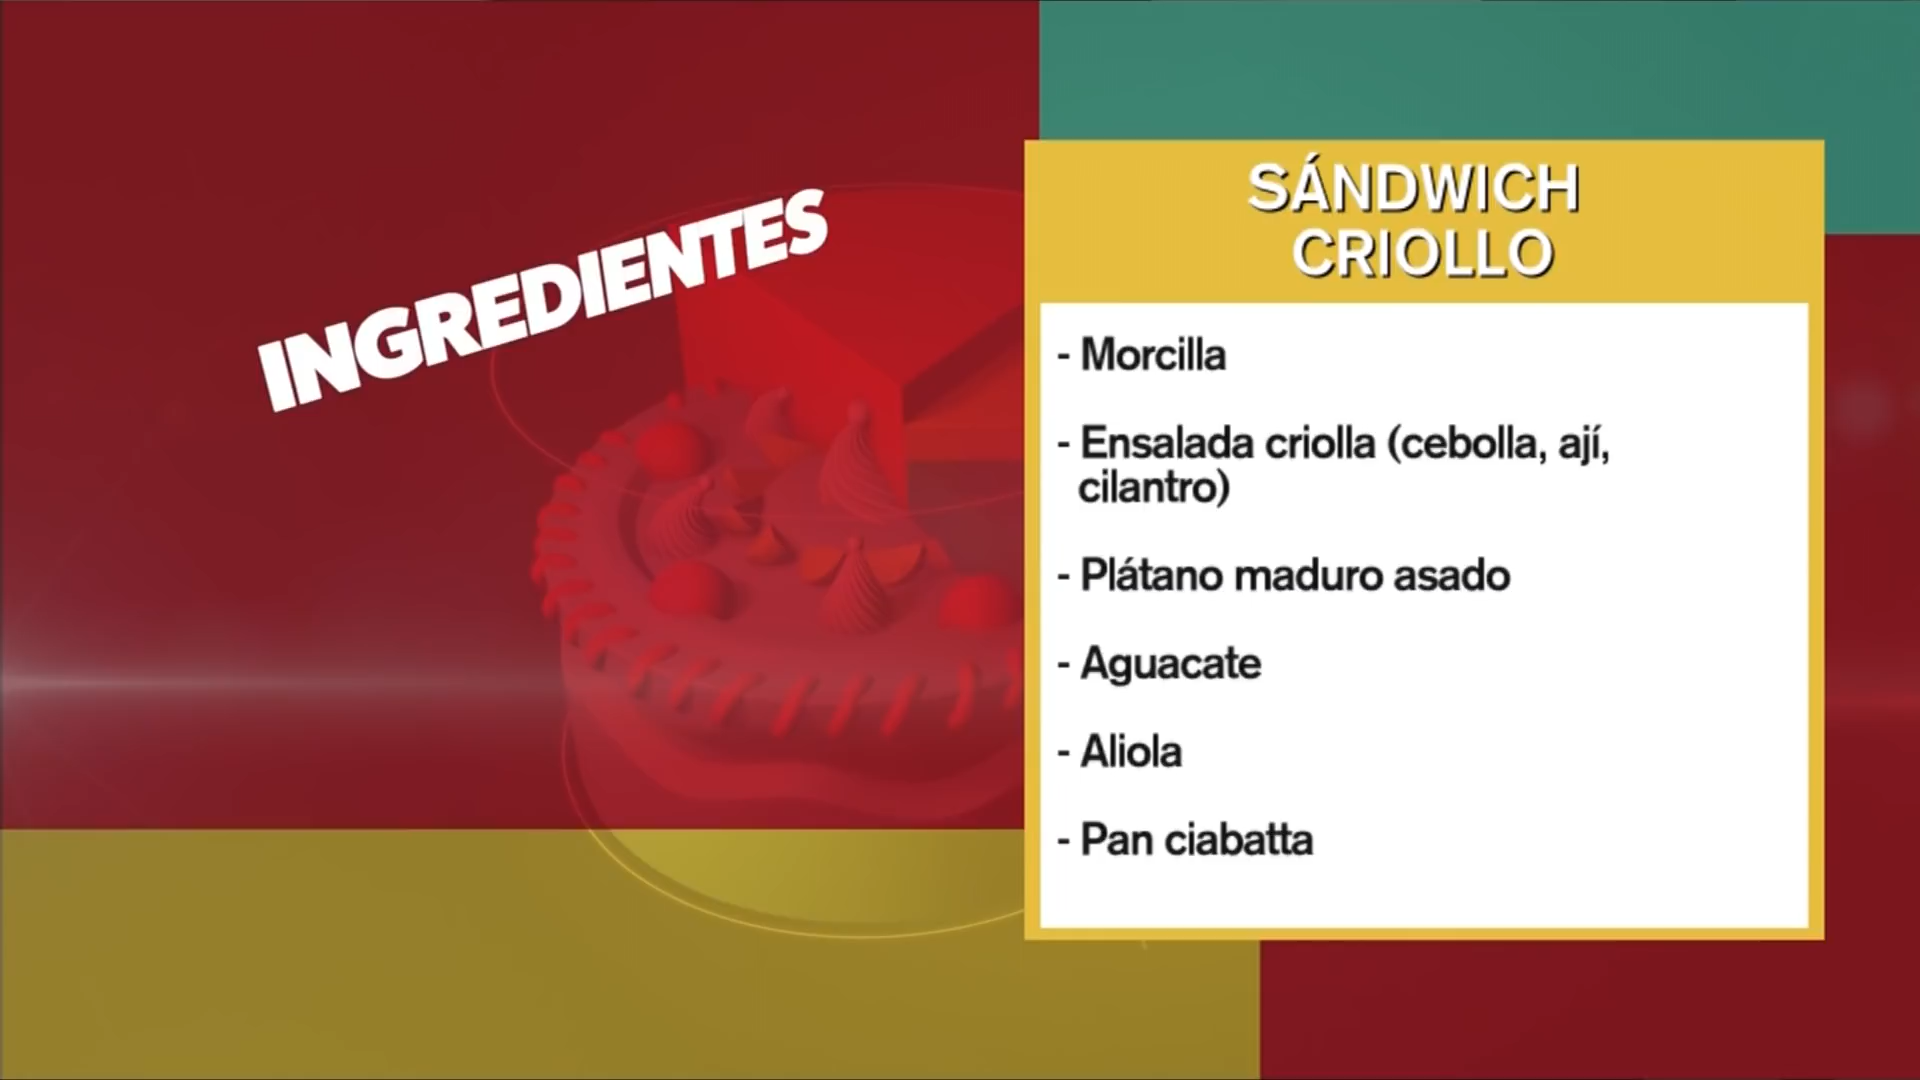 INGREDIENTES
SÁNDWICH
CRIOLLO
- Morcilla
- Ensalada criolla (cebolla, ají,
cilantro)
- Plátano maduro asado
- Aguacate
- Aliola
- Pan ciabatta